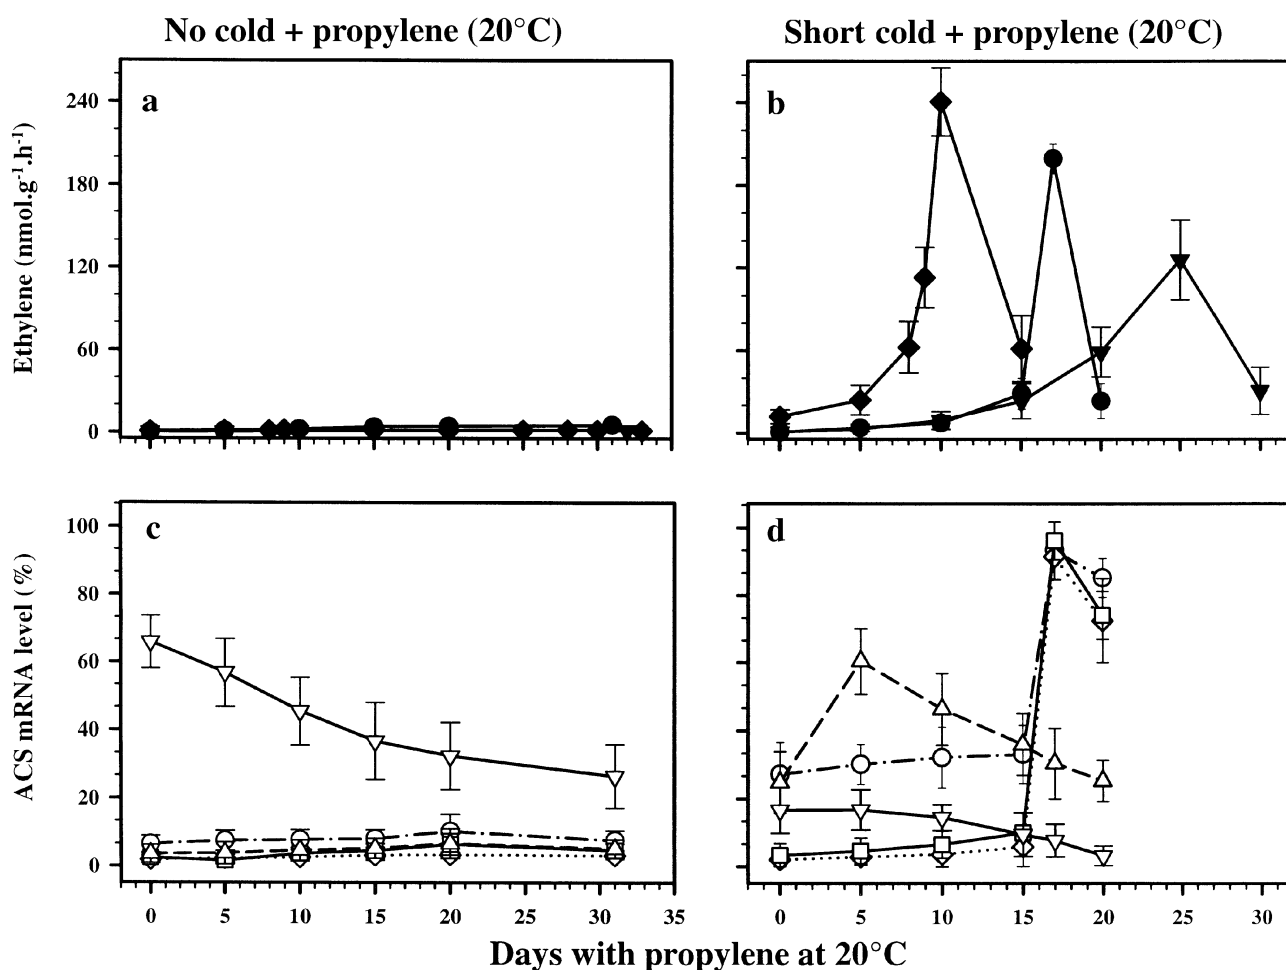 No cold + propylene (20°C)
Short cold + propylene (20°C)
Ethylene (nmol.g⁻¹.h⁻¹)
240
180
120
60
0
a
b
ACS mRNA level (%)
100
80
60
40
20
0
c
d
0 5 10 15 20 25 30 35
0 5 10 15 20 25 30
Days with propylene at 20°C